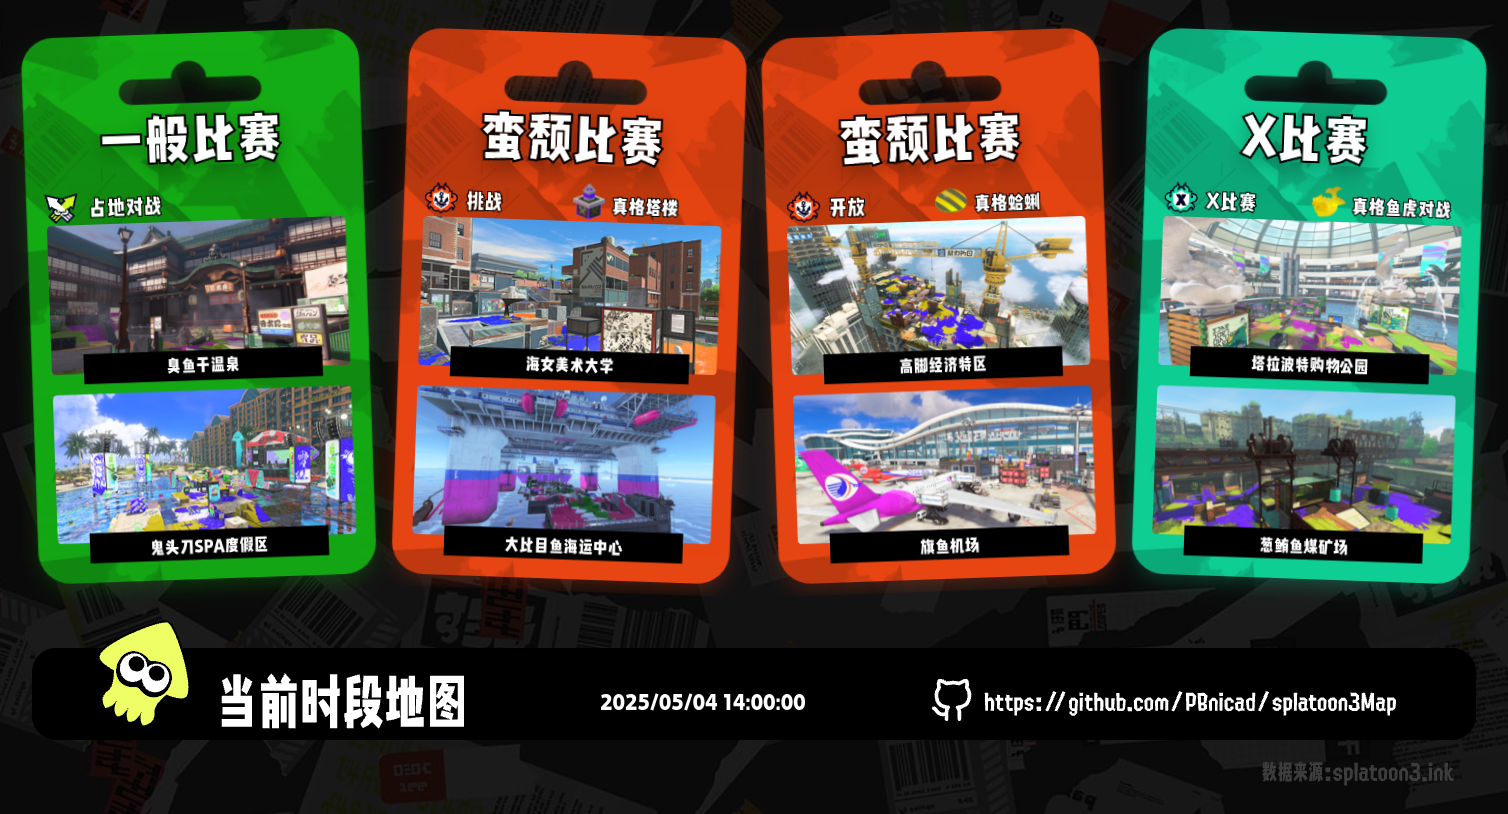 一般比赛
占地对战
臭鱼干温泉
鬼头刀SPA度假区
蛮颓比赛
挑战
真格塔楼
海女美术大学
大比目鱼海运中心
蛮颓比赛
开放
真格蛤蜊
高脚经济特区
旗鱼机场
X比赛
X比赛
真格鱼虎对战
塔拉波特购物公园
葱鲔鱼煤矿场
当前时段地图
2025/05/04 14:00:00
https://github.com/PBnicad/splatoon3Map
数据来源:splatoon3.ink